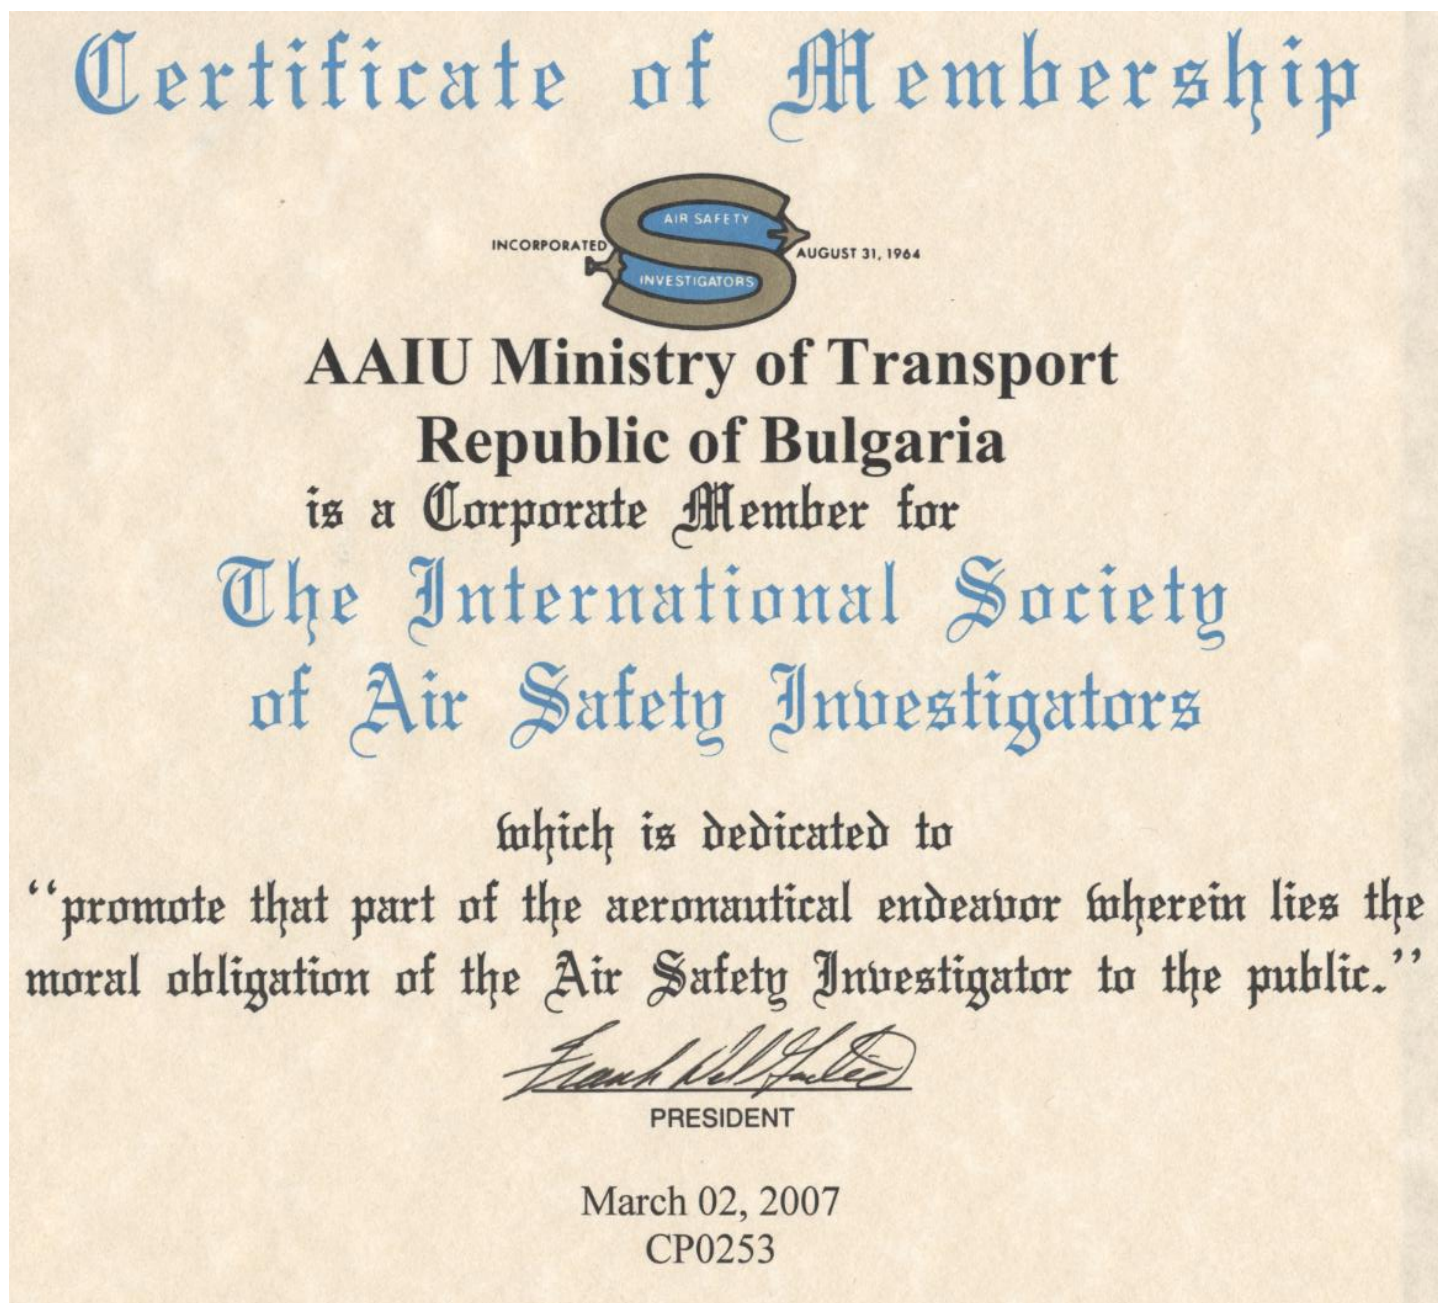 Certificate of Membership
AIR SAFETY
INCORPORATED
AUGUST 31, 1964
INVESTIGATORS
AAIU Ministry of Transport
Republic of Bulgaria
is a Corporate Member for
The International Society
of Air Safety Investigators
which is dedicated to
“promote that part of the aeronautical endeavor wherein lies the
moral obligation of the Air Safety Investigator to the public.”
Frank Del Gandio
PRESIDENT
March 02, 2007
CP0253